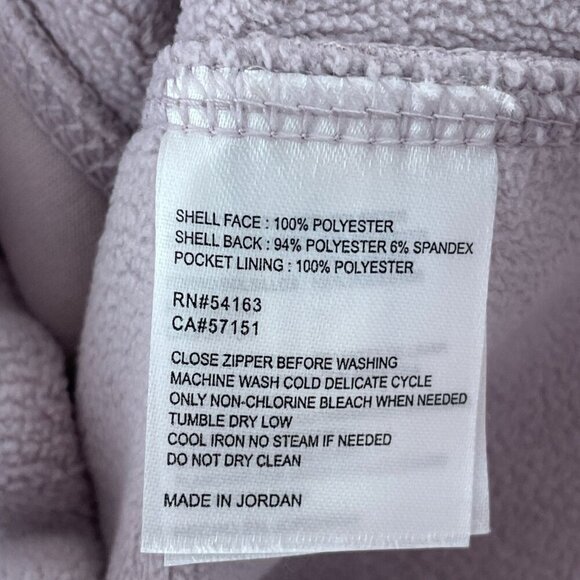 SHELL FACE : 100% POLYESTER
SHELL BACK : 94% POLYESTER 6% SPANDEX
POCKET LINING : 100% POLYESTER
RN#54163
CA#57151
CLOSE ZIPPER BEFORE WASHING
MACHINE WASH COLD DELICATE CYCLE
ONLY NON-CHLORINE BLEACH WHEN NEEDED
TUMBLE DRY LOW
COOL IRON NO STEAM IF NEEDED
DO NOT DRY CLEAN
MADE IN JORDAN